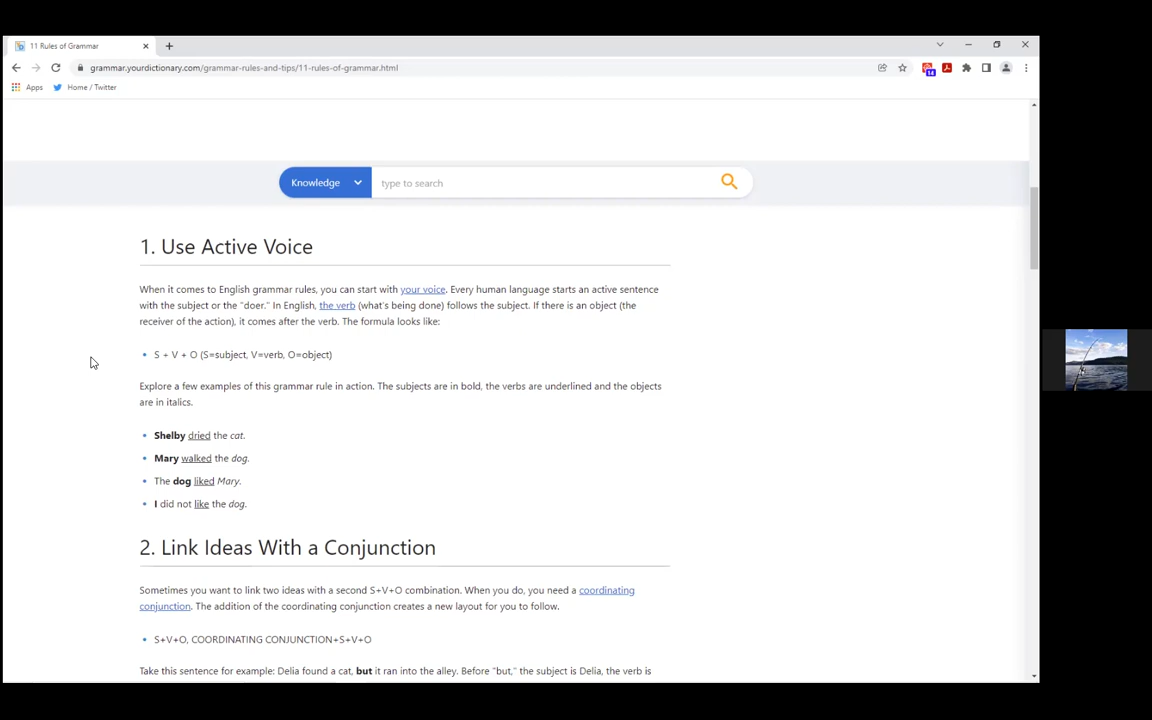 11 Rules of Grammar
grammar.yourdictionary.com/grammar-rules-and-tips/11-rules-of-grammar.html
14
Apps Home / Twitter
Knowledge type to search
1. Use Active Voice
When it comes to English grammar rules, you can start with your voice. Every human language starts an active sentence
with the subject or the "doer." In English, the verb (what's being done) follows the subject. If there is an object (the
receiver of the action), it comes after the verb. The formula looks like:
S + V + O (S=subject, V=verb, O=object)
Explore a few examples of this grammar rule in action. The subjects are in bold, the verbs are underlined and the objects
are in italics.
Shelby dried the cat.
Mary walked the dog.
The dog liked Mary.
I did not like the dog.
2. Link Ideas With a Conjunction
Sometimes you want to link two ideas with a second S+V+O combination. When you do, you need a coordinating
conjunction. The addition of the coordinating conjunction creates a new layout for you to follow.
S+V+O, COORDINATING CONJUNCTION+S+V+O
Take this sentence for example: Delia found a cat, but it ran into the alley. Before "but," the subject is Delia, the verb is